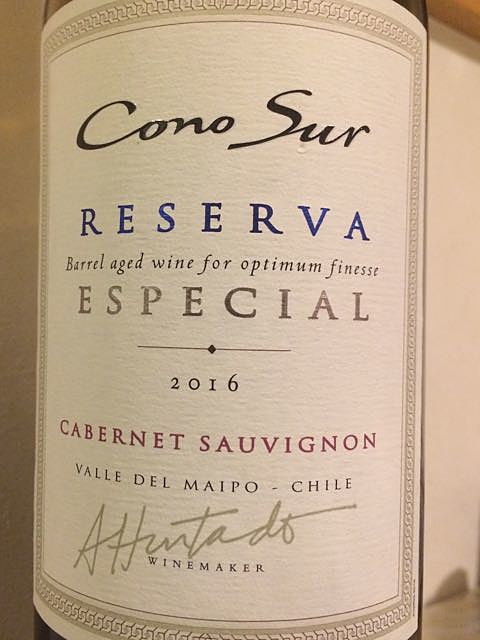 Cono Sur
RESERVA
Barrel aged wine for optimum finesse
ESPECIAL
2016
CABERNET SAUVIGNON
VALLE DEL MAIPO - CHILE
AHurtado
WINEMAKER